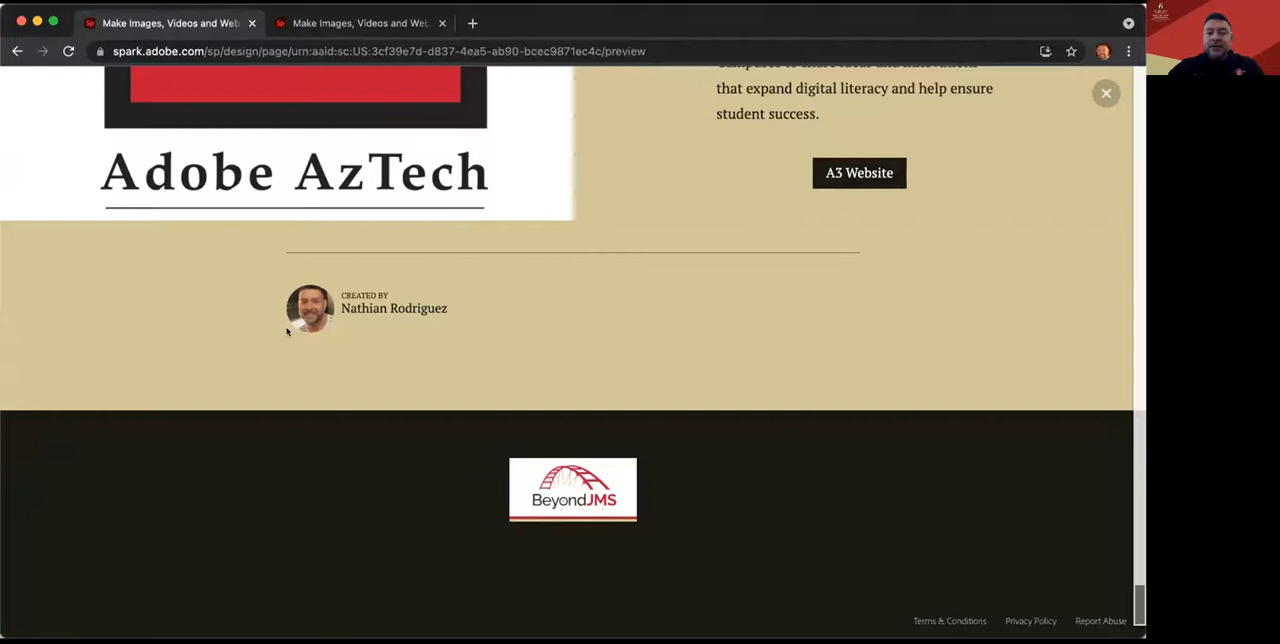 Make Images, Videos and Web
Make Images, Videos and Web
spark.adobe.com/sp/design/page/urn:aaid:sc:US:3cf39e7d-d837-4ea5-ab90-bcec9871ec4c/preview
that expand digital literacy and help ensure
student success.
A3 Website
Adobe AzTech
CREATED BY
Nathian Rodriguez
BeyondJMS
Terms & Conditions
Privacy Policy
Report Abuse